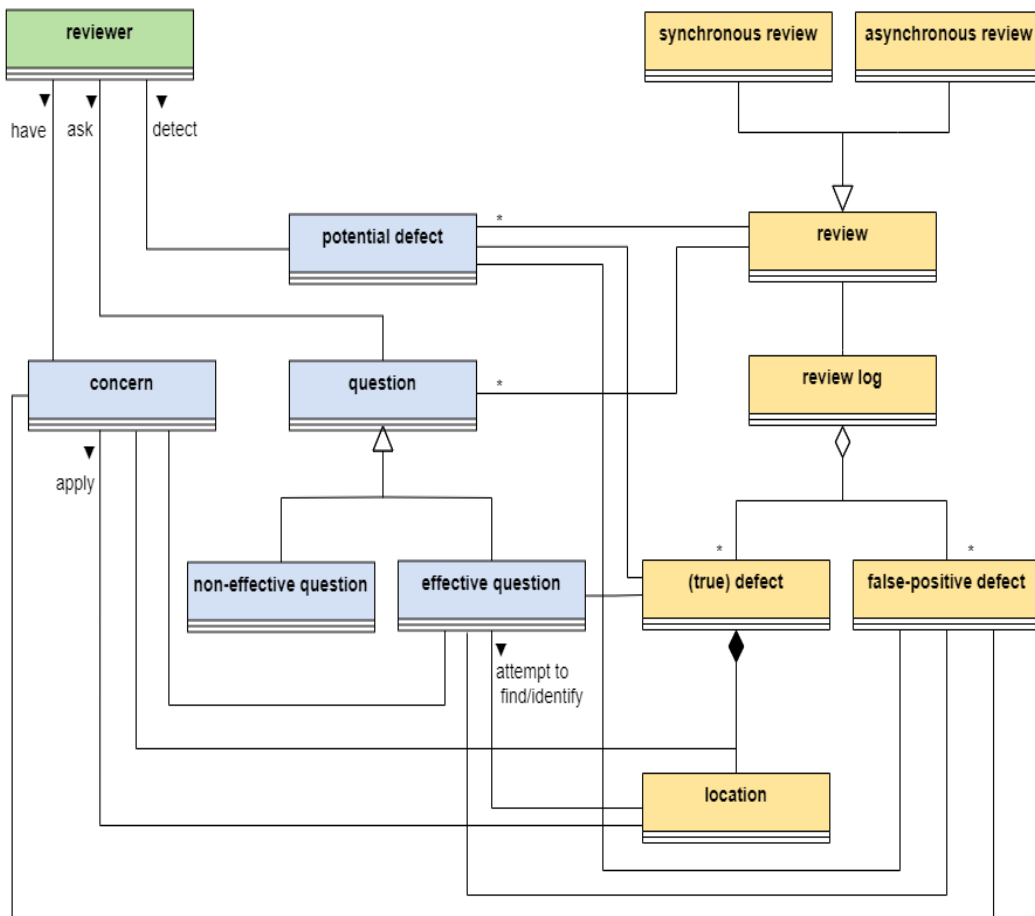 reviewer
synchronous review
asynchronous review
have
ask
detect
*
potential defect
review
concern
question
*
review log
apply
*
*
non-effective question
effective question
(true) defect
false-positive defect
attempt to
find/identify
location